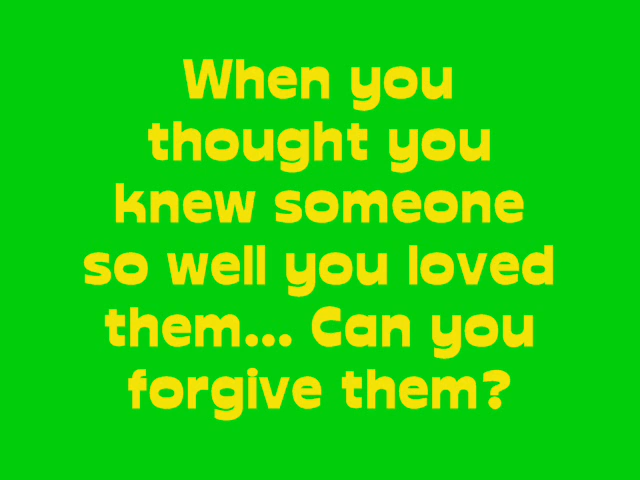 When you
thought you
knew someone
so well you loved
them... Can you
forgive them?